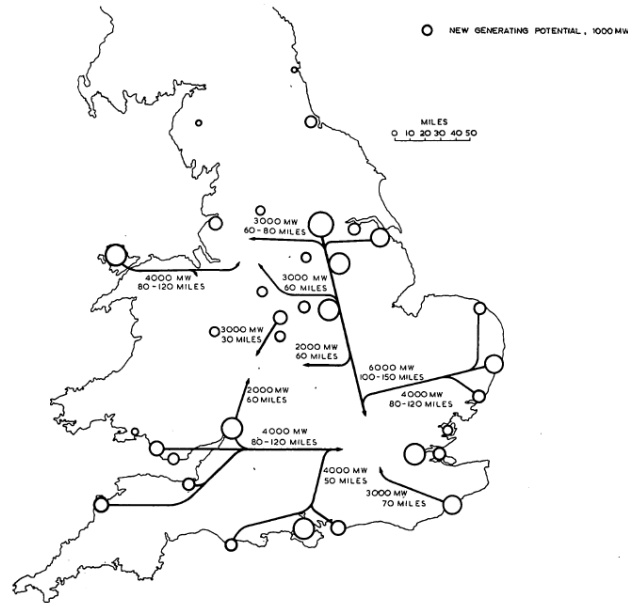 NEW GENERATING POTENTIAL, 1000 MW
MILES
0 10 20 30 40 50
3000 MW
60-80 MILES
4000 MW
80-120 MILES
3000 MW
60 MILES
3000 MW
30 MILES
2000 MW
60 MILES
6000 MW
100-150 MILES
2000 MW
60 MILES
4000 MW
80-120 MILES
4000 MW
80-120 MILES
4000 MW
50 MILES
3000 MW
70 MILES